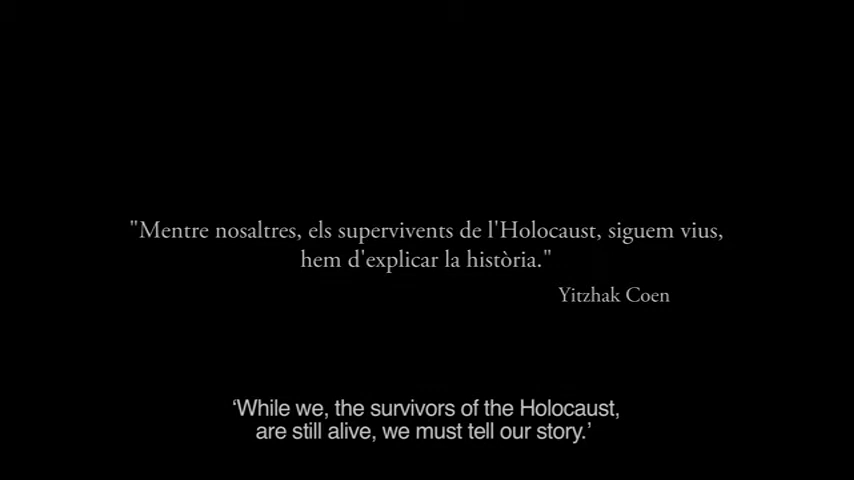 "Mentre nosaltres, els supervivents de l'Holocaust, siguem vius,
hem d'explicar la història."
Yitzhak Coen
‘While we, the survivors of the Holocaust,
are still alive, we must tell our story.’